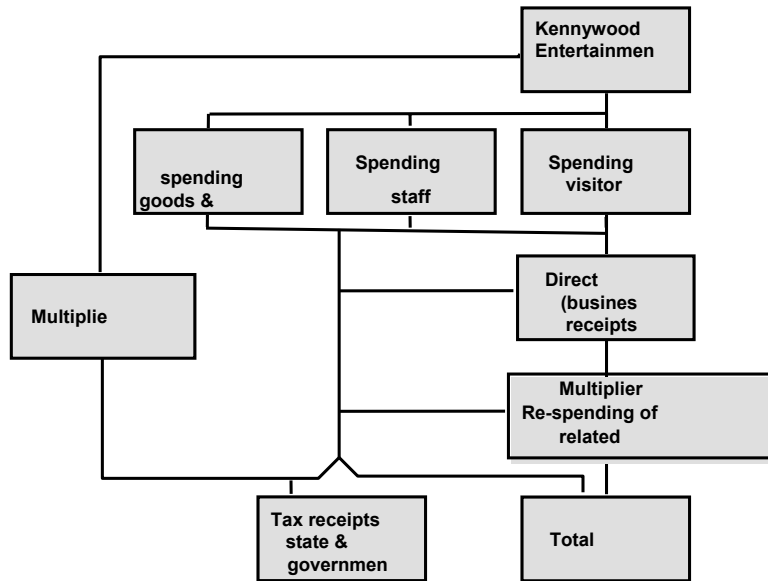 Kennywood
Entertainmen
spending
goods &
Spending
staff
Spending
visitor
Direct
(busines
receipts
Multiplie
Multiplier
Re-spending of
related
Tax receipts
state &
governmen
Total